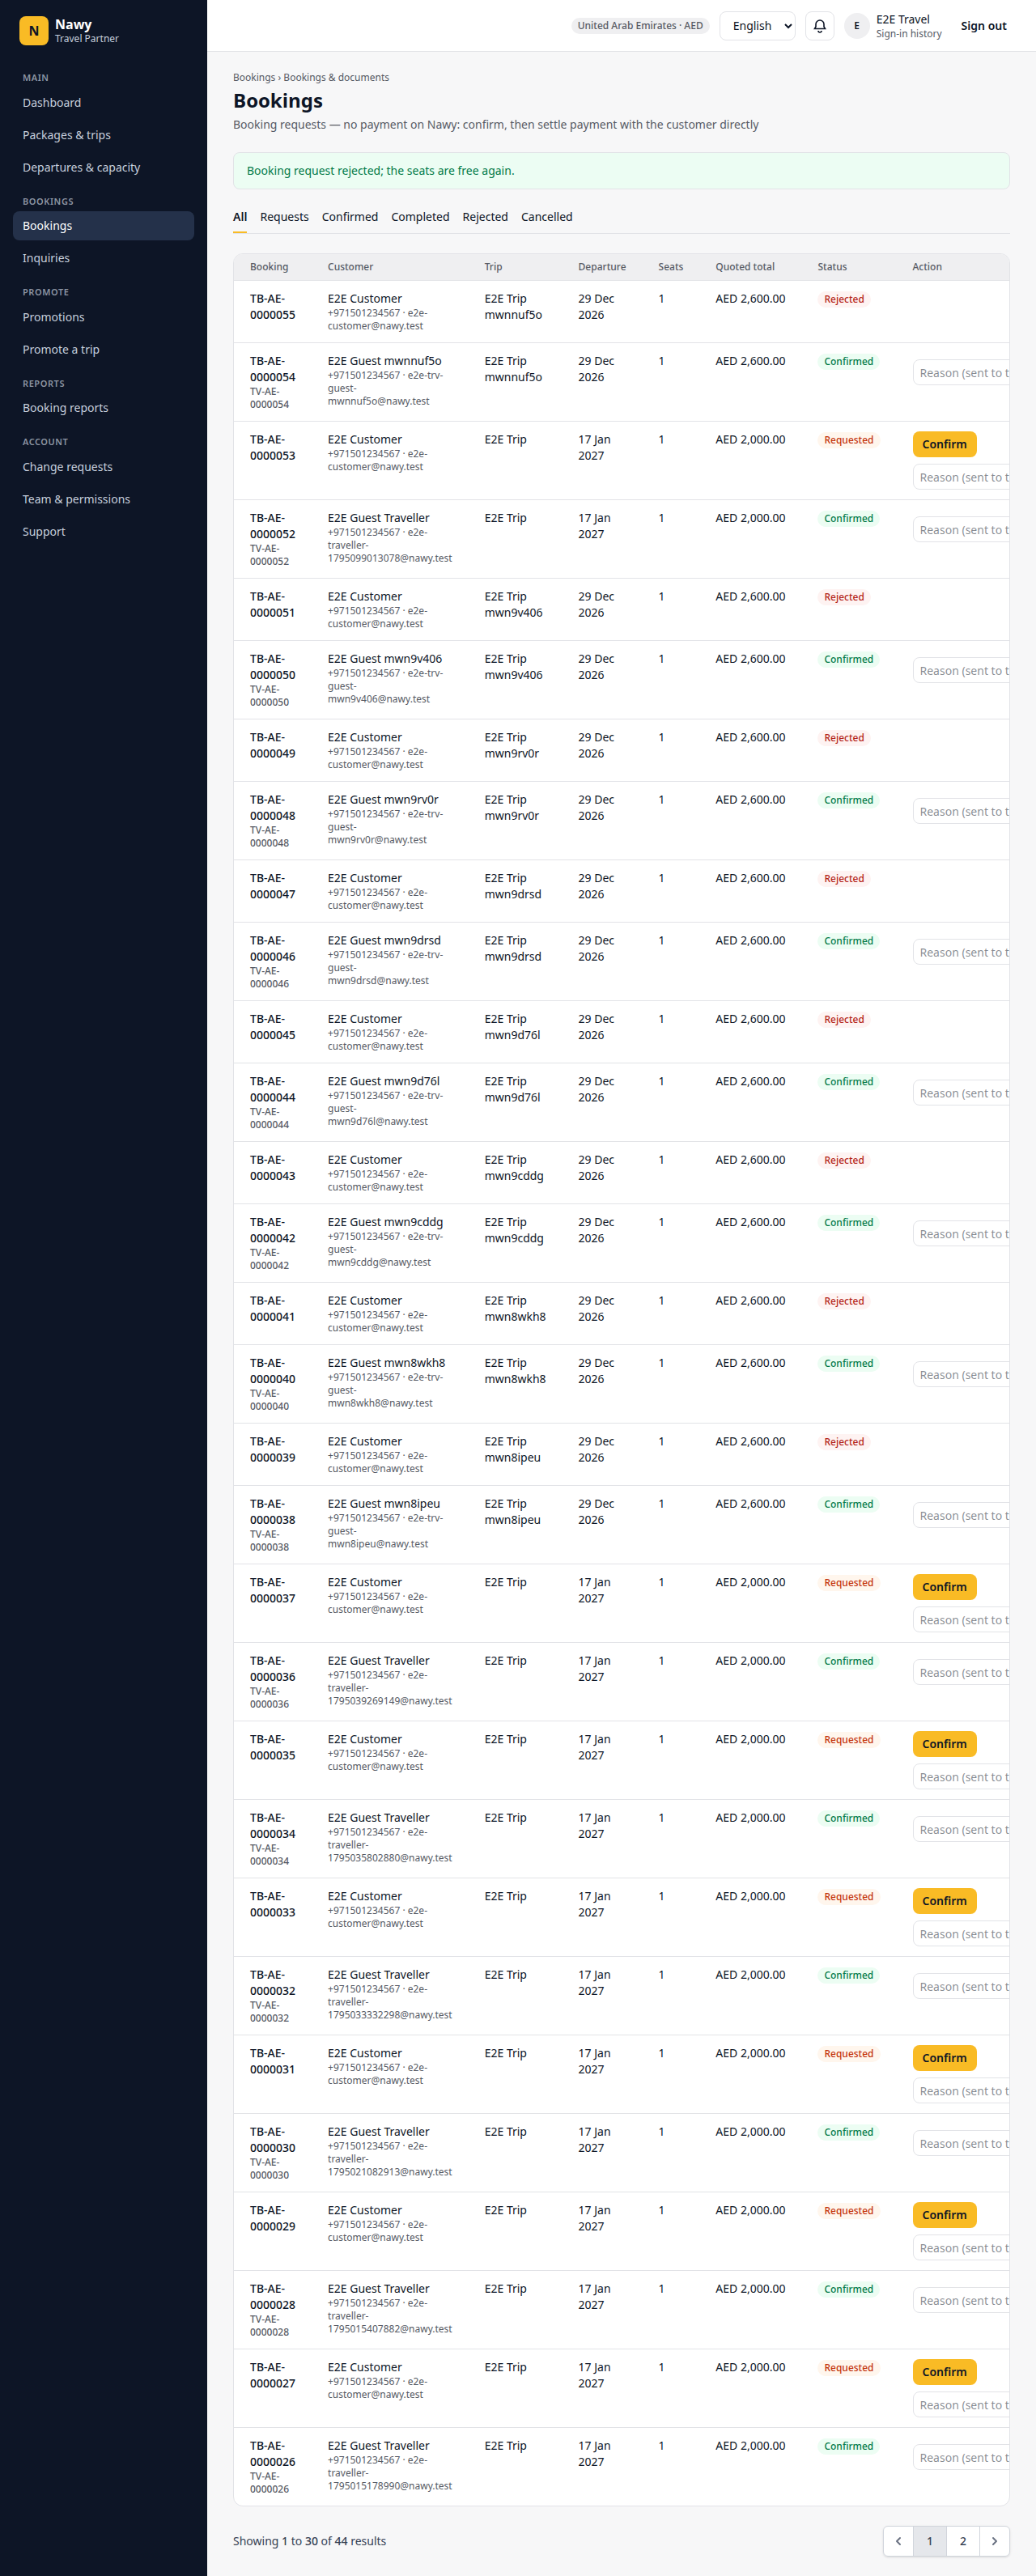 N
Nawy
Travel Partner
MAIN
Dashboard
Packages & trips
Departures & capacity
BOOKINGS
Bookings
Inquiries
PROMOTE
Promotions
Promote a trip
REPORTS
Booking reports
ACCOUNT
Change requests
Team & permissions
Support
United Arab Emirates · AED
English
E
E2E Travel
Sign-in history
Sign out
Bookings › Bookings & documents
Bookings
Booking requests — no payment on Nawy: confirm, then settle payment with the customer directly
Booking request rejected; the seats are free again.
All Requests Confirmed Completed Rejected Cancelled
Booking Customer Trip Departure Seats Quoted total Status Action
TB-AE- E2E Customer E2E Trip 29 Dec 1 AED 2,600.00 Rejected
0000055 +971501234567 · e2e- mwnnuf5o 2026
customer@nawy.test
TB-AE- E2E Guest mwnnuf5o E2E Trip 29 Dec 1 AED 2,600.00 Confirmed
0000054 +971501234567 · e2e-trv- mwnnuf5o 2026 Reason (sent to t
TV-AE- guest-
0000054 mwnnuf5o@nawy.test
TB-AE- E2E Customer E2E Trip 17 Jan 1 AED 2,000.00 Requested Confirm
0000053 +971501234567 · e2e- 2027
customer@nawy.test Reason (sent to t
TB-AE- E2E Guest Traveller E2E Trip 17 Jan 1 AED 2,000.00 Confirmed
0000052 +971501234567 · e2e- 2027 Reason (sent to t
TV-AE- traveller-
0000052 1795099013078@nawy.test
TB-AE- E2E Customer E2E Trip 29 Dec 1 AED 2,600.00 Rejected
0000051 +971501234567 · e2e- mwn9v406 2026
customer@nawy.test
TB-AE- E2E Guest mwn9v406 E2E Trip 29 Dec 1 AED 2,600.00 Confirmed
0000050 +971501234567 · e2e-trv- mwn9v406 2026 Reason (sent to t
TV-AE- guest-
0000050 mwn9v406@nawy.test
TB-AE- E2E Customer E2E Trip 29 Dec 1 AED 2,600.00 Rejected
0000049 +971501234567 · e2e- mwn9rv0r 2026
customer@nawy.test
TB-AE- E2E Guest mwn9rv0r E2E Trip 29 Dec 1 AED 2,600.00 Confirmed
0000048 +971501234567 · e2e-trv- mwn9rv0r 2026 Reason (sent to t
TV-AE- guest-
0000048 mwn9rv0r@nawy.test
TB-AE- E2E Customer E2E Trip 29 Dec 1 AED 2,600.00 Rejected
0000047 +971501234567 · e2e- mwn9drsd 2026
customer@nawy.test
TB-AE- E2E Guest mwn9drsd E2E Trip 29 Dec 1 AED 2,600.00 Confirmed
0000046 +971501234567 · e2e-trv- mwn9drsd 2026 Reason (sent to t
TV-AE- guest-
0000046 mwn9drsd@nawy.test
TB-AE- E2E Customer E2E Trip 29 Dec 1 AED 2,600.00 Rejected
0000045 +971501234567 · e2e- mwn9d76l 2026
customer@nawy.test
TB-AE- E2E Guest mwn9d76l E2E Trip 29 Dec 1 AED 2,600.00 Confirmed
0000044 +971501234567 · e2e-trv- mwn9d76l 2026 Reason (sent to t
TV-AE- guest-
0000044 mwn9d76l@nawy.test
TB-AE- E2E Customer E2E Trip 29 Dec 1 AED 2,600.00 Rejected
0000043 +971501234567 · e2e- mwn9cddg 2026
customer@nawy.test
TB-AE- E2E Guest mwn9cddg E2E Trip 29 Dec 1 AED 2,600.00 Confirmed
0000042 +971501234567 · e2e-trv- mwn9cddg 2026 Reason (sent to t
TV-AE- guest-
0000042 mwn9cddg@nawy.test
TB-AE- E2E Customer E2E Trip 29 Dec 1 AED 2,600.00 Rejected
0000041 +971501234567 · e2e- mwn8wkh8 2026
customer@nawy.test
TB-AE- E2E Guest mwn8wkh8 E2E Trip 29 Dec 1 AED 2,600.00 Confirmed
0000040 +971501234567 · e2e-trv- mwn8wkh8 2026 Reason (sent to t
TV-AE- guest-
0000040 mwn8wkh8@nawy.test
TB-AE- E2E Customer E2E Trip 29 Dec 1 AED 2,600.00 Rejected
0000039 +971501234567 · e2e- mwn8ipeu 2026
customer@nawy.test
TB-AE- E2E Guest mwn8ipeu E2E Trip 29 Dec 1 AED 2,600.00 Confirmed
0000038 +971501234567 · e2e-trv- mwn8ipeu 2026 Reason (sent to t
TV-AE- guest-
0000038 mwn8ipeu@nawy.test
TB-AE- E2E Customer E2E Trip 17 Jan 1 AED 2,000.00 Requested Confirm
0000037 +971501234567 · e2e- 2027
customer@nawy.test Reason (sent to t
TB-AE- E2E Guest Traveller E2E Trip 17 Jan 1 AED 2,000.00 Confirmed
0000036 +971501234567 · e2e- 2027 Reason (sent to t
TV-AE- traveller-
0000036 1795039269149@nawy.test
TB-AE- E2E Customer E2E Trip 17 Jan 1 AED 2,000.00 Requested Confirm
0000035 +971501234567 · e2e- 2027
customer@nawy.test Reason (sent to t
TB-AE- E2E Guest Traveller E2E Trip 17 Jan 1 AED 2,000.00 Confirmed
0000034 +971501234567 · e2e- 2027 Reason (sent to t
TV-AE- traveller-
0000034 1795035802880@nawy.test
TB-AE- E2E Customer E2E Trip 17 Jan 1 AED 2,000.00 Requested Confirm
0000033 +971501234567 · e2e- 2027
customer@nawy.test Reason (sent to t
TB-AE- E2E Guest Traveller E2E Trip 17 Jan 1 AED 2,000.00 Confirmed
0000032 +971501234567 · e2e- 2027 Reason (sent to t
TV-AE- traveller-
0000032 1795033332298@nawy.test
TB-AE- E2E Customer E2E Trip 17 Jan 1 AED 2,000.00 Requested Confirm
0000031 +971501234567 · e2e- 2027
customer@nawy.test Reason (sent to t
TB-AE- E2E Guest Traveller E2E Trip 17 Jan 1 AED 2,000.00 Confirmed
0000030 +971501234567 · e2e- 2027 Reason (sent to t
TV-AE- traveller-
0000030 1795021082913@nawy.test
TB-AE- E2E Customer E2E Trip 17 Jan 1 AED 2,000.00 Requested Confirm
0000029 +971501234567 · e2e- 2027
customer@nawy.test Reason (sent to t
TB-AE- E2E Guest Traveller E2E Trip 17 Jan 1 AED 2,000.00 Confirmed
0000028 +971501234567 · e2e- 2027 Reason (sent to t
TV-AE- traveller-
0000028 1795015407882@nawy.test
TB-AE- E2E Customer E2E Trip 17 Jan 1 AED 2,000.00 Requested Confirm
0000027 +971501234567 · e2e- 2027
customer@nawy.test Reason (sent to t
TB-AE- E2E Guest Traveller E2E Trip 17 Jan 1 AED 2,000.00 Confirmed
0000026 +971501234567 · e2e- 2027 Reason (sent to t
TV-AE- traveller-
0000026 1795015178990@nawy.test
Showing 1 to 30 of 44 results
1 2